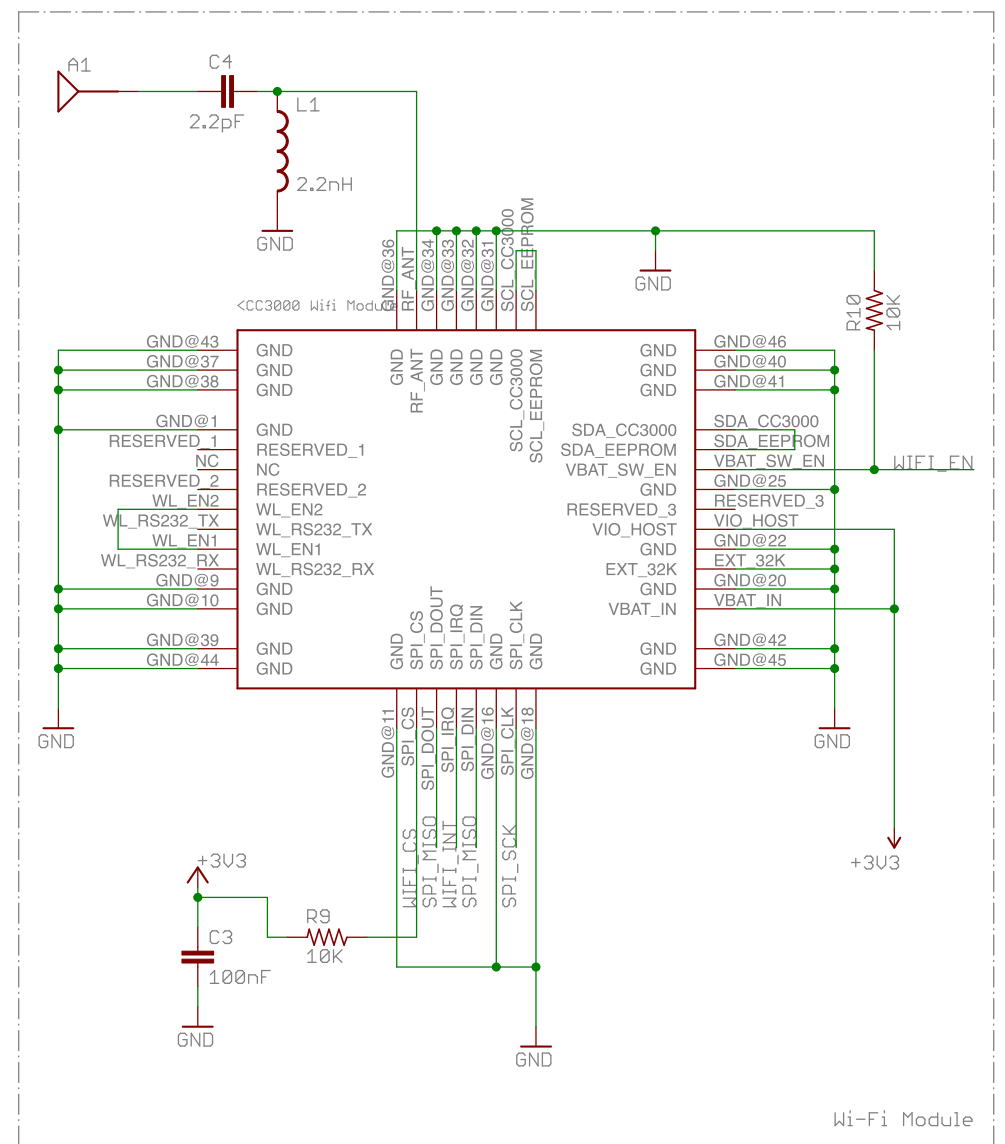 A1
C4
2.2pF
L1
2.2nH
GND
GND@36
RF_ANT
GND@34
GND@33
GND@32
GND@31
SCL_CC3000
SCL_EEPROM
GND
R10
10K
<CC3000 Wifi Module
GND
RF_ANT
GND
GND
GND
GND
SCL_CC3000
SCL_EEPROM
GND@43 GND
GND@37 GND
GND@38 GND
GND@1 GND
RESERVED_1 RESERVED_1
NC NC
RESERVED_2 RESERVED_2
WL_EN2 WL_EN2
WL_RS232_TX WL_RS232_TX
WL_EN1 WL_EN1
WL_RS232_RX WL_RS232_RX
GND@9 GND
GND@10 GND
GND@39 GND
GND@44 GND
GND GND@46
GND GND@40
GND GND@41
SDA_CC3000 SDA_CC3000
SDA_EEPROM SDA_EEPROM
VBAT_SW_EN VBAT_SW_EN WIFI_EN
GND GND@25
RESERVED_3 RESERVED_3
VIO_HOST VIO_HOST
GND GND@22
EXT_32K EXT_32K
GND GND@20
VBAT_IN VBAT_IN
GND GND@42
GND GND@45
GND
SPI_CS
SPI_DOUT
SPI_IRQ
SPI_DIN
GND
SPI_CLK
GND
GND@11
SPI_CS
SPI_DOUT
SPI_IRQ
SPI_DIN
GND@16
SPI_CLK
GND@18
GND
GND
WIFI_CS
SPI_MISO
WIFI_INT
SPI_MISO
SPI_SCK
+3V3
+3V3
R9
10K
C3
100nF
GND
GND
Wi-Fi Module